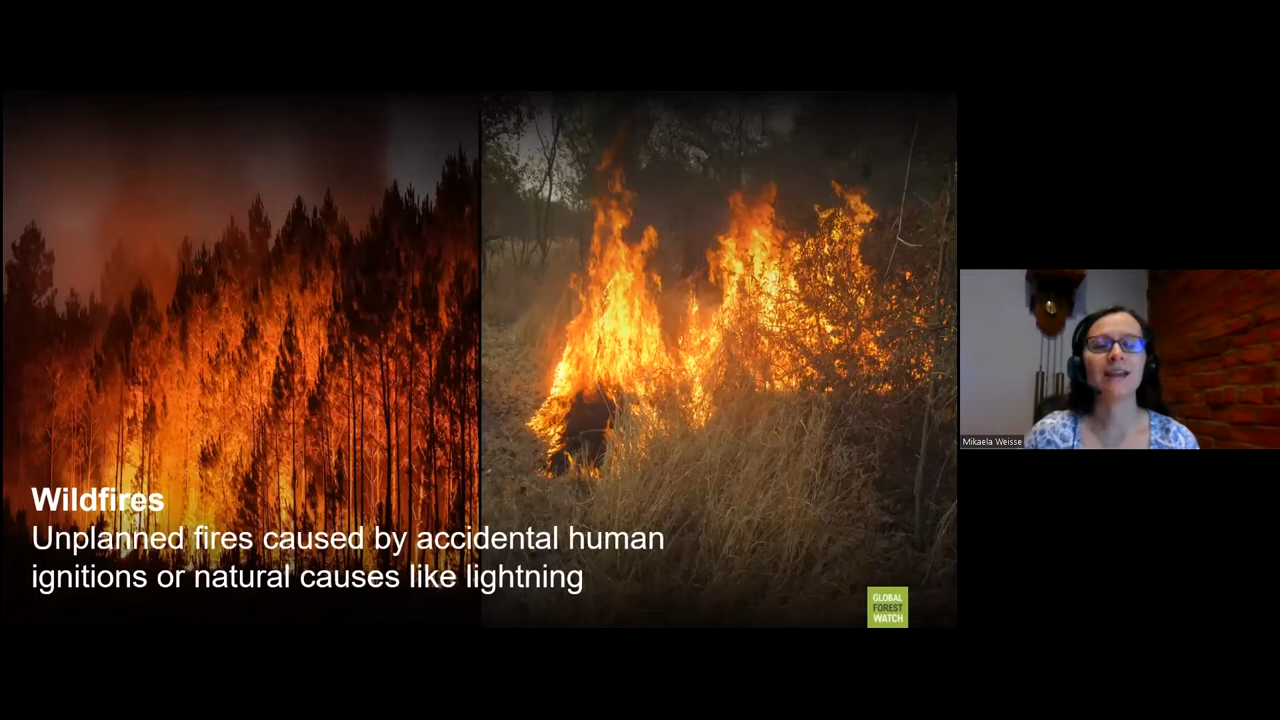 Wildfires
Unplanned fires caused by accidental human
ignitions or natural causes like lightning
GLOBAL
FOREST
WATCH
Mikaela Weisse